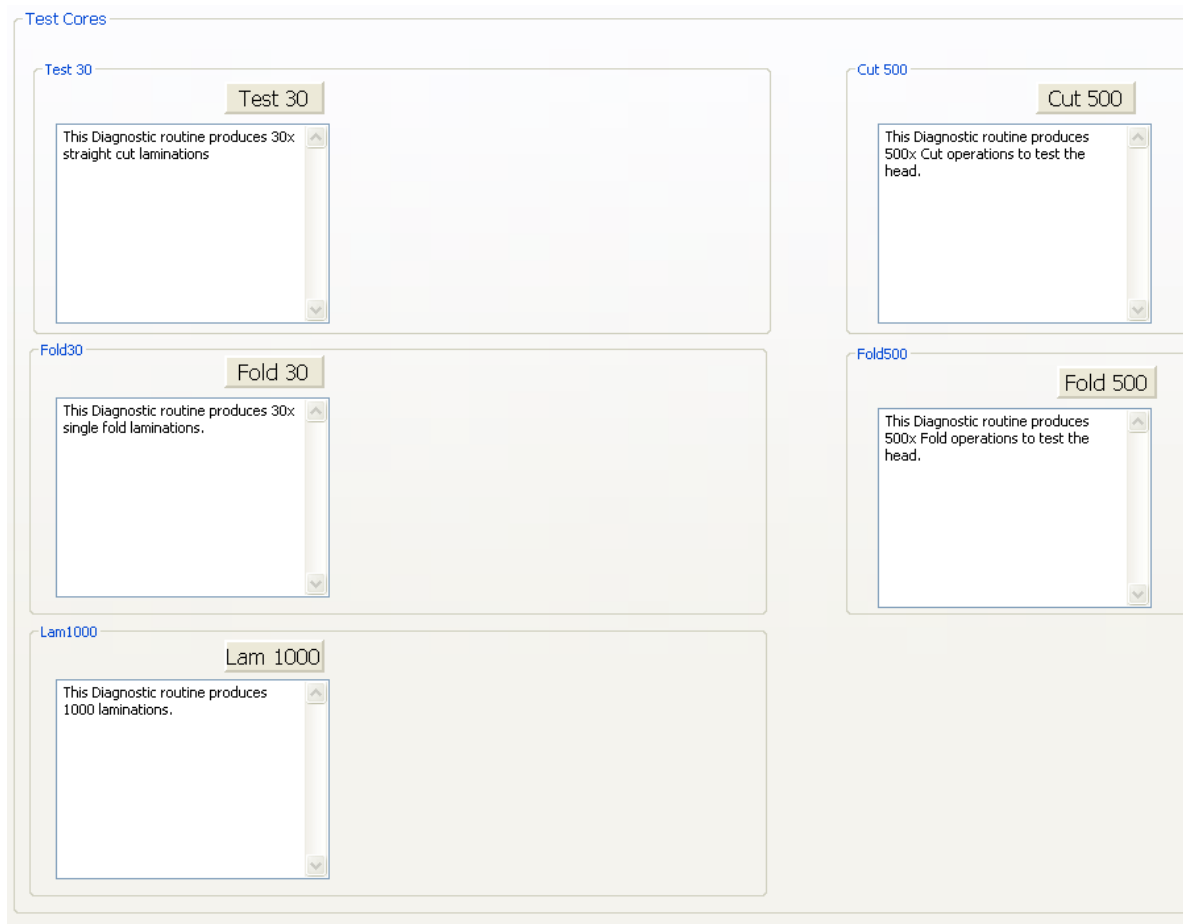 Test Cores
Test 30
Test 30
This Diagnostic routine produces 30x
straight cut laminations
Cut 500
Cut 500
This Diagnostic routine produces
500x Cut operations to test the
head.
Fold30
Fold 30
This Diagnostic routine produces 30x
single fold laminations.
Fold500
Fold 500
This Diagnostic routine produces
500x Fold operations to test the
head.
Lam1000
Lam 1000
This Diagnostic routine produces
1000 laminations.